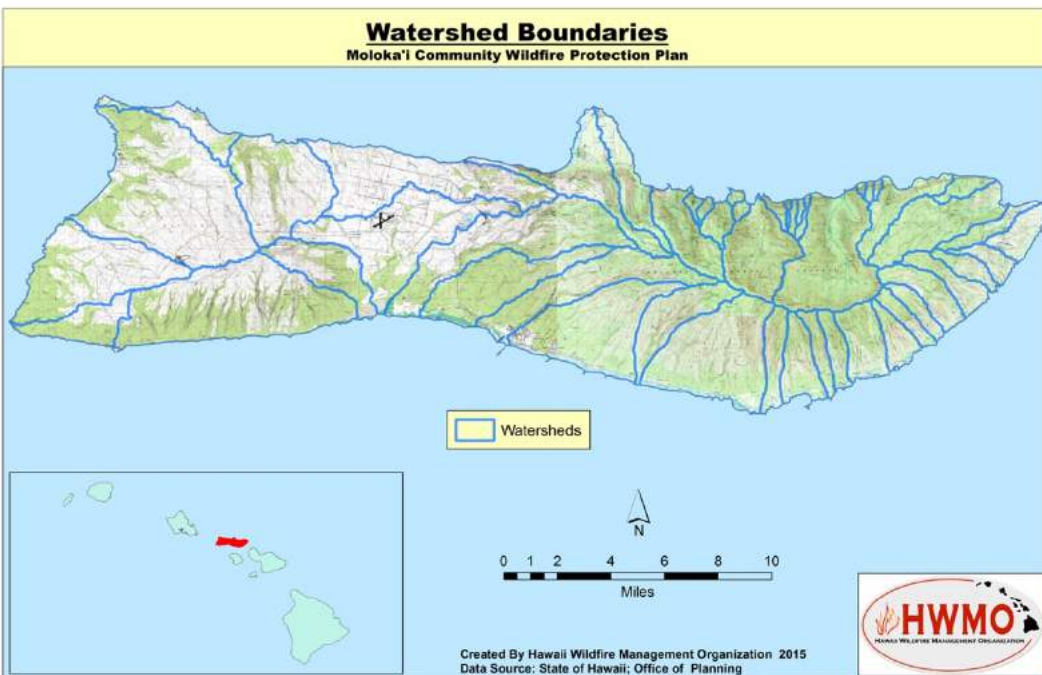 Watershed Boundaries
Moloka'i Community Wildfire Protection Plan
Watersheds
N
0 1 2 4 6 8 10
Miles
Created By Hawaii Wildfire Management Organization 2015
Data Source: State of Hawaii; Office of Planning
HWMO
HAWAII WILDFIRE MANAGEMENT ORGANIZATION